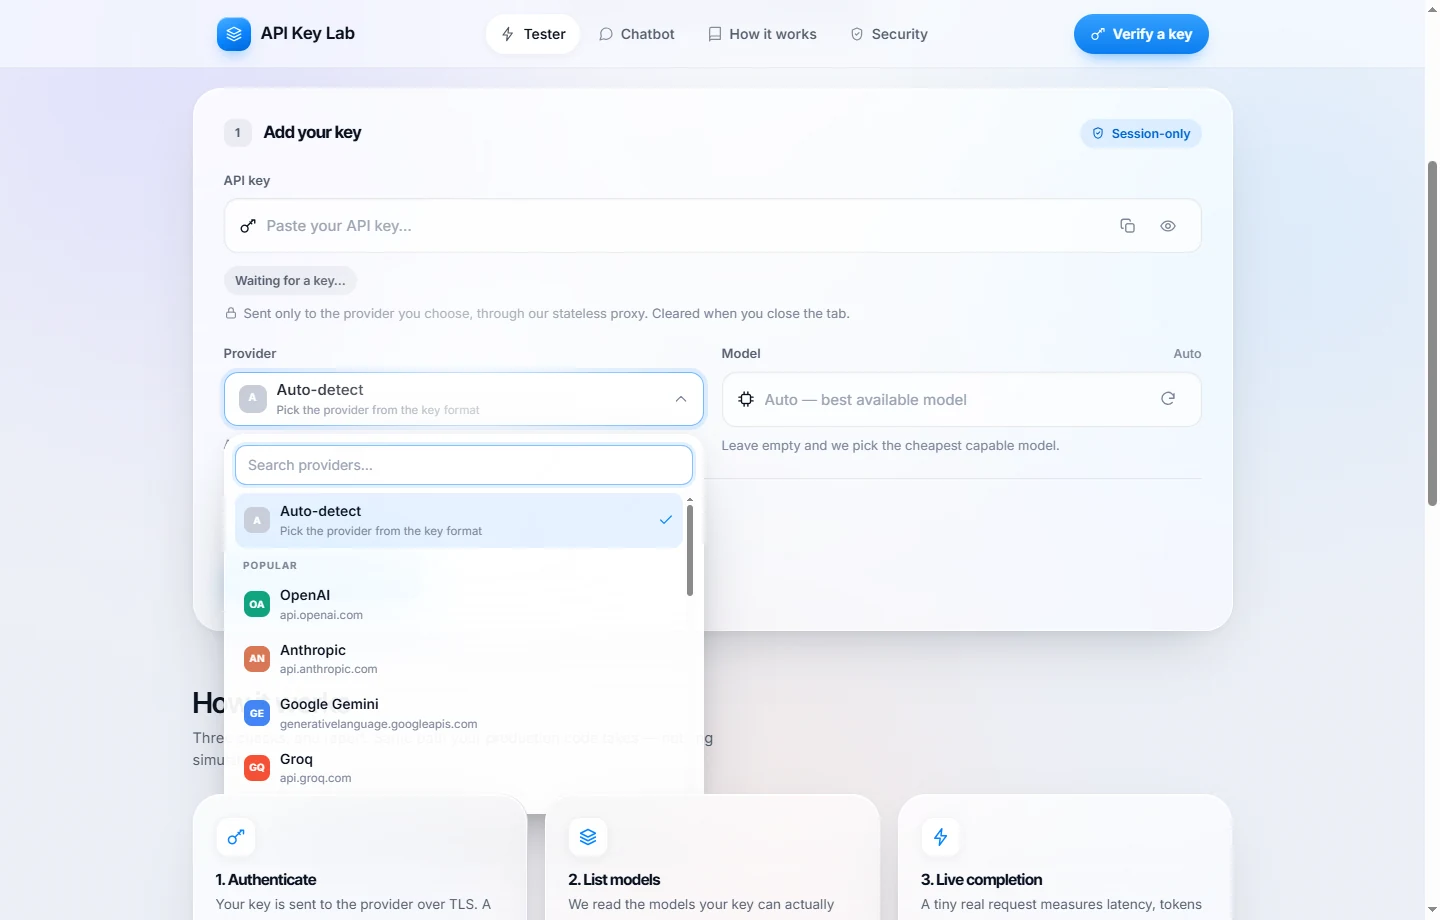 API Key Lab
Tester
Chatbot
How it works
Security
Verify a key
1
Add your key
Session-only
API key
Paste your API key...
Waiting for a key...
Sent only to the provider you choose, through our stateless proxy. Cleared when you close the tab.
Provider
Model
Auto
A
Auto-detect
Pick the provider from the key format
Auto — best available model
Leave empty and we pick the cheapest capable model.
Search providers...
A
Auto-detect
Pick the provider from the key format
POPULAR
OA
OpenAI
api.openai.com
AN
Anthropic
api.anthropic.com
GE
Google Gemini
generativelanguage.googleapis.com
GQ
Groq
api.groq.com
1. Authenticate
Your key is sent to the provider over TLS. A
2. List models
We read the models your key can actually
3. Live completion
A tiny real request measures latency, tokens